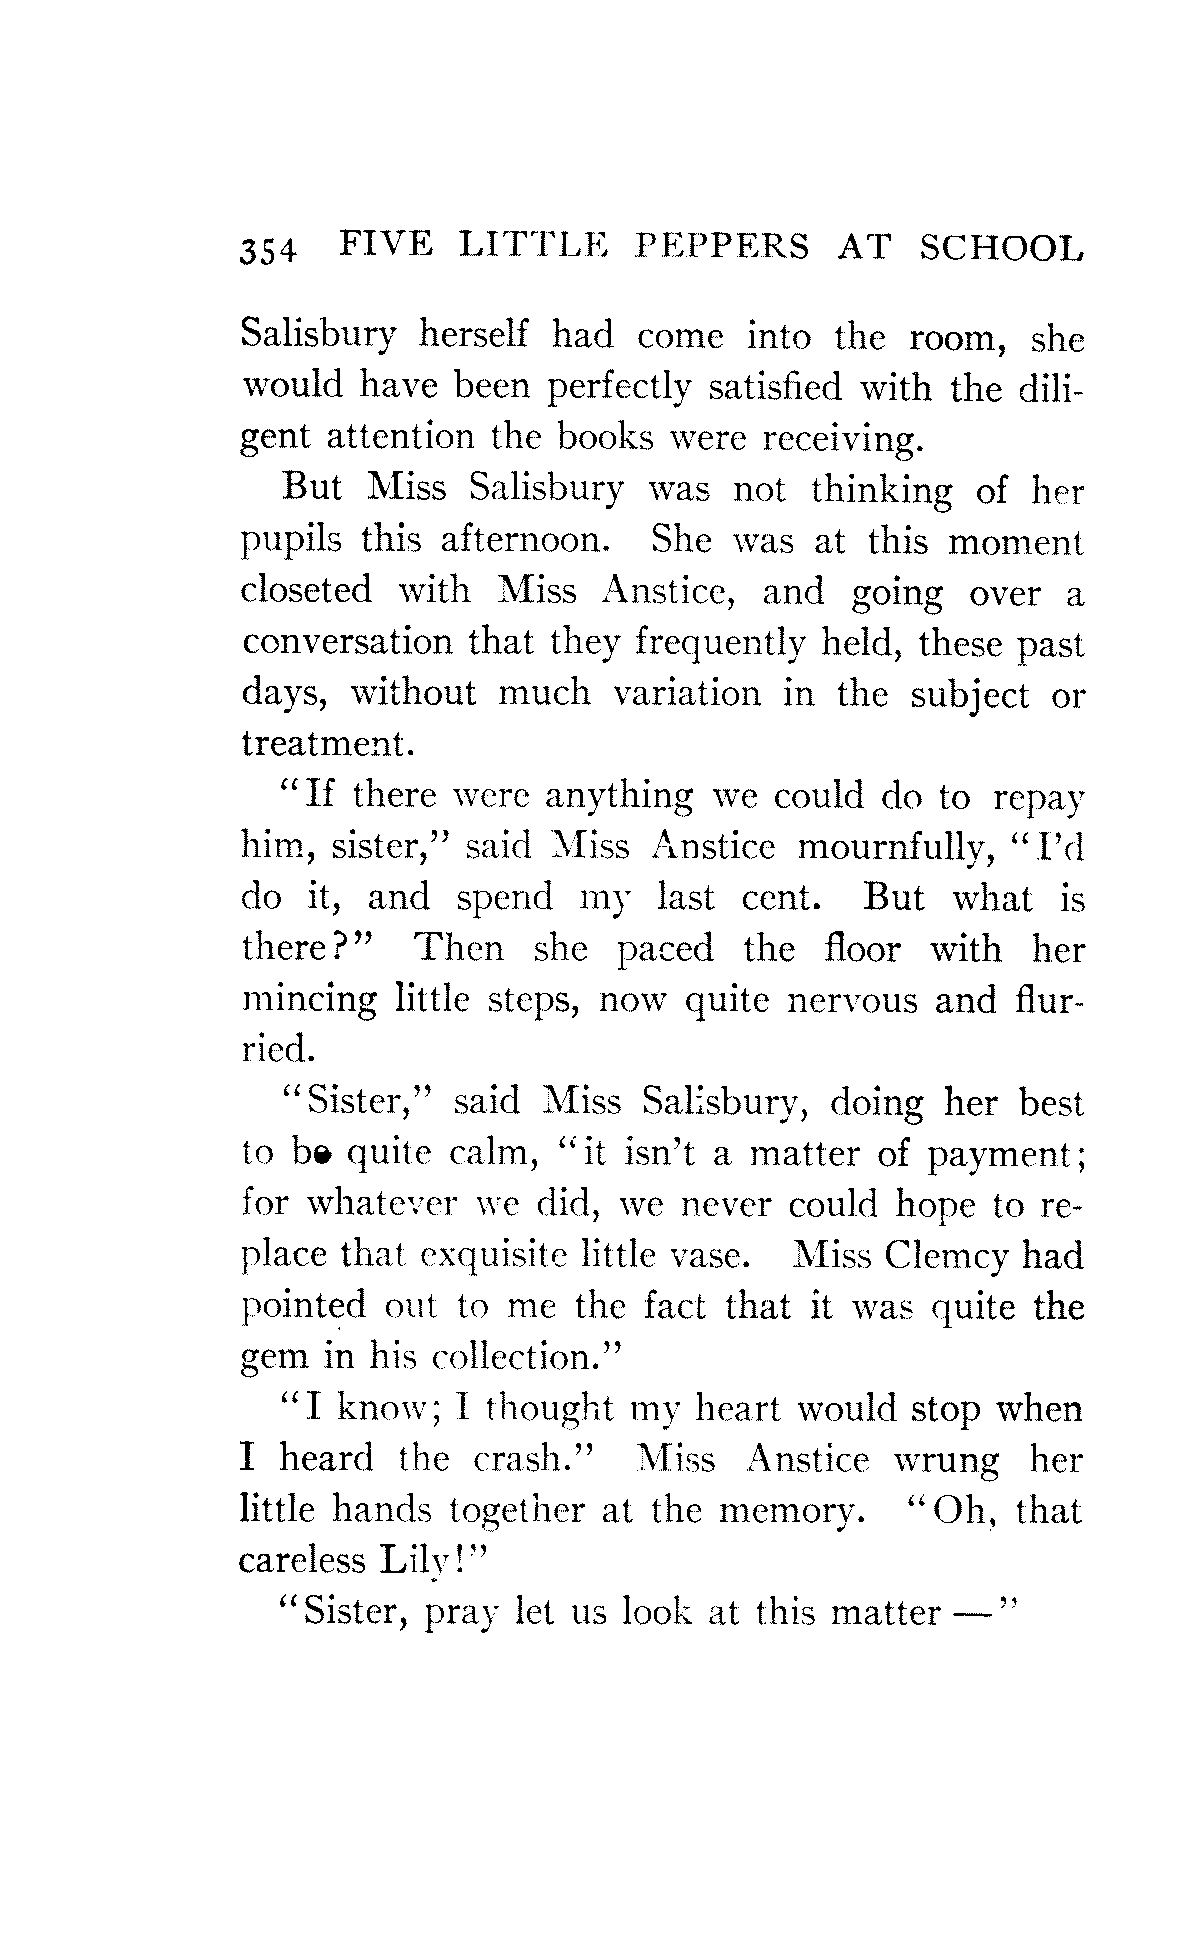 354 FIVE LITTLE PEPPERS AT SCHOOL
Salisbury herself had come into the room, she
would have been perfectly satisfied with the dili-
gent attention the books were receiving.
But Miss Salisbury was not thinking of her
pupils this afternoon. She was at this moment
closeted with Miss Anstice, and going over a
conversation that they frequently held, these past
days, without much variation in the subject or
treatment.
"If there were anything we could do to repay
him, sister," said Miss Anstice mournfully, "I'd
do it, and spend my last cent. But what is
there?" Then she paced the floor with her
mincing little steps, now quite nervous and flur-
ried.
"Sister," said Miss Salisbury, doing her best
to be quite calm, "it isn't a matter of payment;
for whatever we did, we never could hope to re-
place that exquisite little vase. Miss Clemcy had
pointed out to me the fact that it was quite the
gem in his collection."
"I know; I thought my heart would stop when
I heard the crash." Miss Anstice wrung her
little hands together at the memory. "Oh, that
careless Lily!"
"Sister, pray let us look at this matter —"